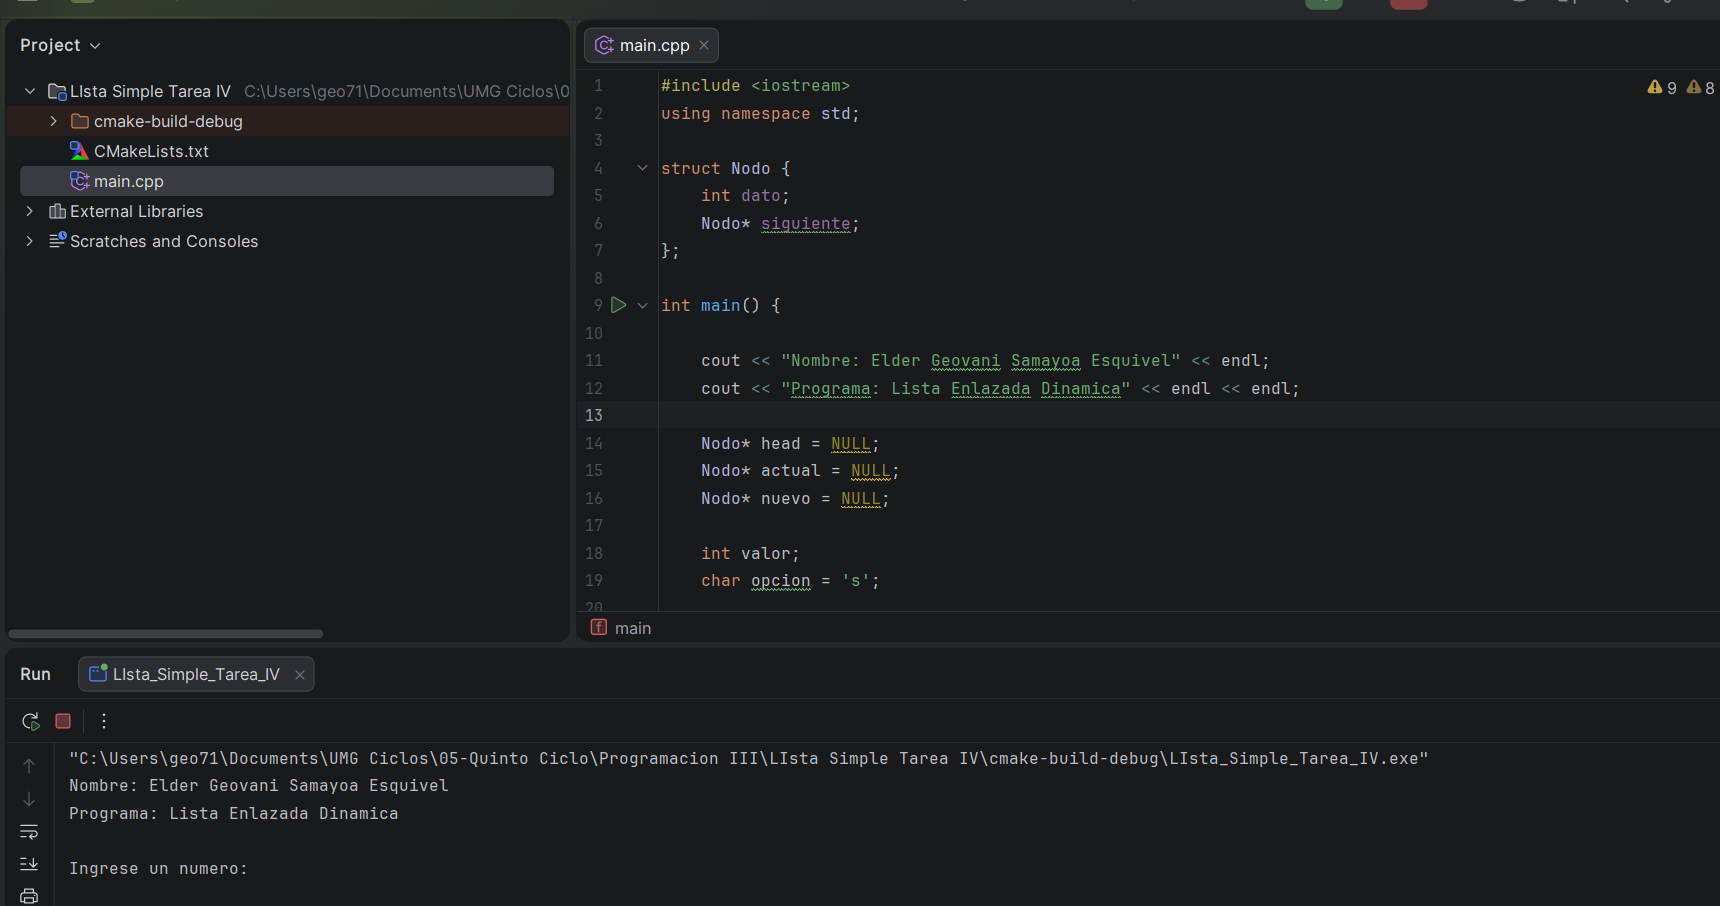 Project
LIsta Simple Tarea IV C:\Users\geo71\Documents\UMG Ciclos\0
cmake-build-debug
CMakeLists.txt
main.cpp
External Libraries
Scratches and Consoles
main.cpp
9 8
1 #include <iostream>
2 using namespace std;
3
4 struct Nodo {
5 int dato;
6 Nodo* siguiente;
7 };
8
9 int main() {
10
11 cout << "Nombre: Elder Geovani Samayoa Esquivel" << endl;
12 cout << "Programa: Lista Enlazada Dinamica" << endl << endl;
13
14 Nodo* head = NULL;
15 Nodo* actual = NULL;
16 Nodo* nuevo = NULL;
17
18 int valor;
19 char opcion = 's';
20
f main
Run LIsta_Simple_Tarea_IV
"C:\Users\geo71\Documents\UMG Ciclos\05-Quinto Ciclo\Programacion III\LIsta Simple Tarea IV\cmake-build-debug\LIsta_Simple_Tarea_IV.exe"
Nombre: Elder Geovani Samayoa Esquivel
Programa: Lista Enlazada Dinamica
Ingrese un numero: